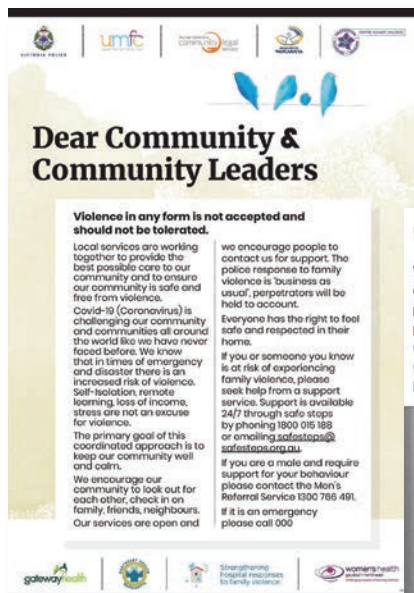 VICTORIA POLICE
umfc
community legal
Dear Community &
Community Leaders
Violence in any form is not accepted and
should not be tolerated.
Local services are working
together to provide the
best possible care to our
community and to ensure
our community is safe and
free from violence.
Covid-19 (Coronavirus) is
challenging our community
and communities all around
the world like we have never
faced before. We know
that in times of emergency
and disaster there is an
increased risk of violence.
Self-Isolation, remote
learning, loss of income,
stress are not an excuse
for violence.
The primary goal of this
coordinated approach is to
keep our community well
and calm.
We encourage our
community to look out for
each other, check in on
family, friends, neighbours.
Our services are open and
we encourage people to
contact us for support. The
police response to family
violence is 'business as
usual', perpetrators will be
held to account.
Everyone has the right to feel
safe and respected in their
home.
If you or someone you know
is at risk of experiencing
family violence, please
seek help from a support
service. Support is available
24/7 through safe steps
by phoning 1800 015 188
or emailing safesteps@
safesteps.org.au.
If you are a male and require
support for your behaviour
please contact the Men's
Referral Service 1300 766 491.
If it is an emergency
please call 000
gatewayhealth
Strengthening
hospital responses
to family violence
women'shealth